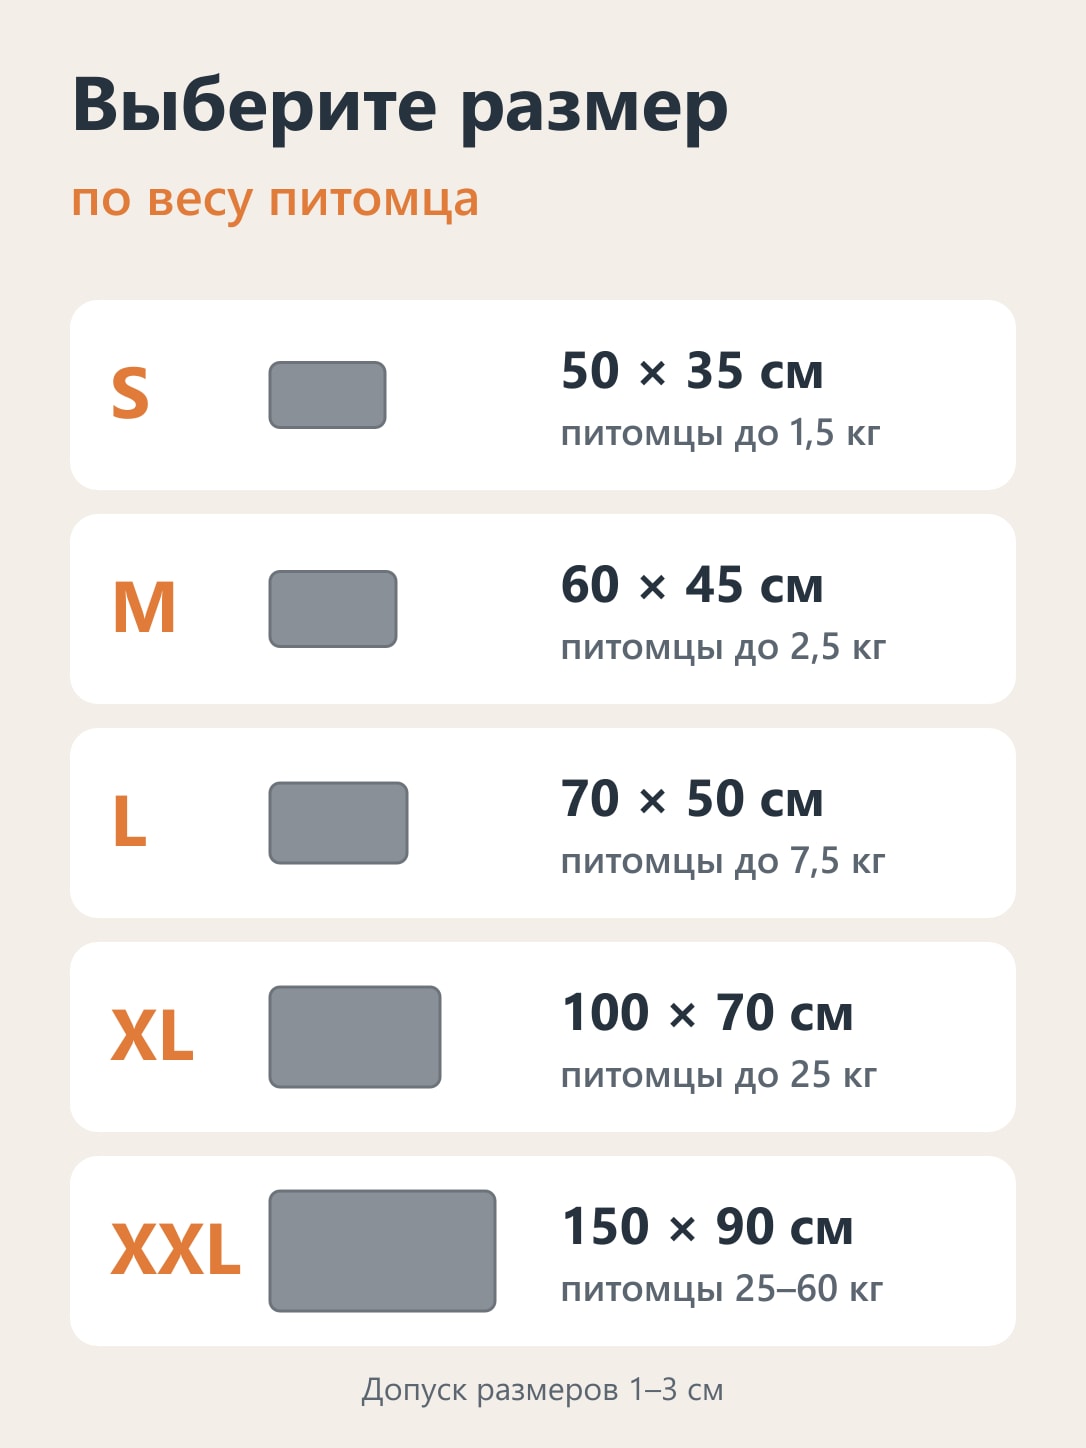 Выберите размер
по весу питомца
S
50 × 35 см
питомцы до 1,5 кг
M
60 × 45 см
питомцы до 2,5 кг
L
70 × 50 см
питомцы до 7,5 кг
XL
100 × 70 см
питомцы до 25 кг
XXL
150 × 90 см
питомцы 25–60 кг
Допуск размеров 1–3 см